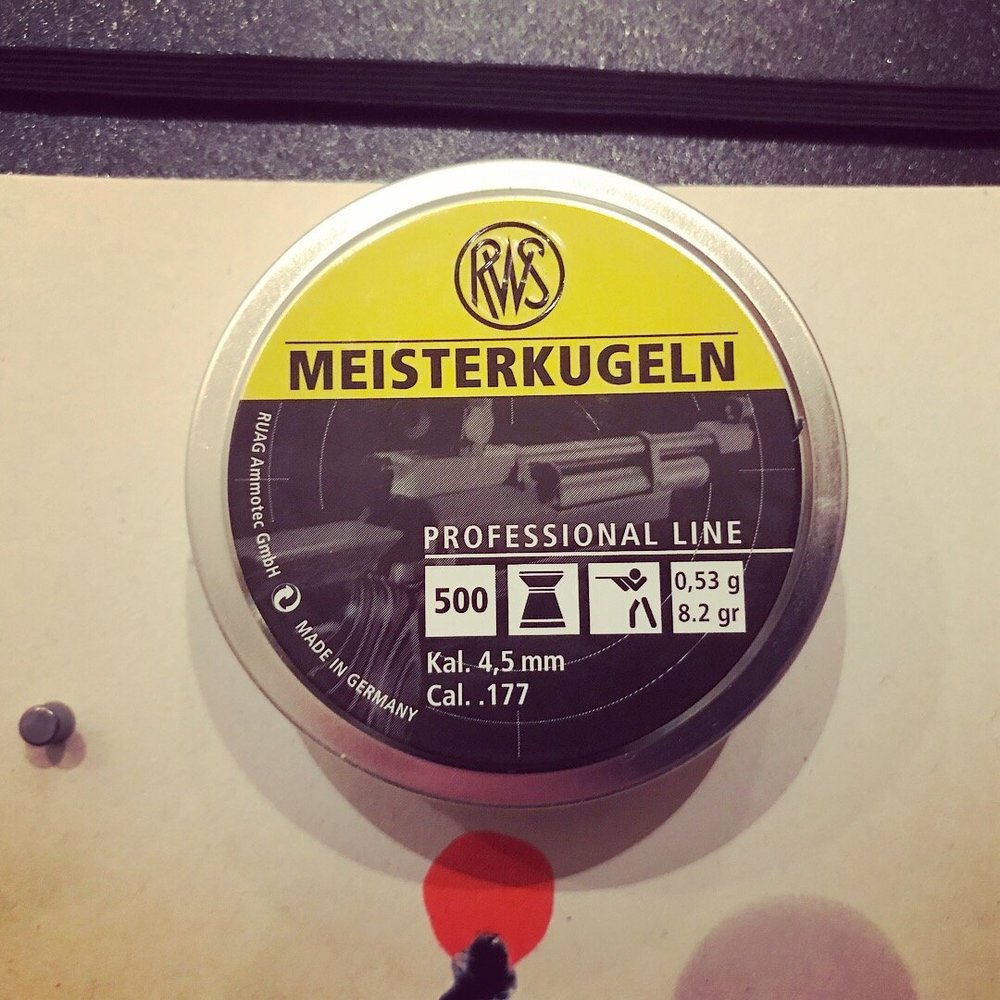 RWS
MEISTERKUGELN
RUAG Ammotec GmbH
MADE IN GERMANY
PROFESSIONAL LINE
500
0,53 g
8.2 gr
Kal. 4,5 mm
Cal. .177